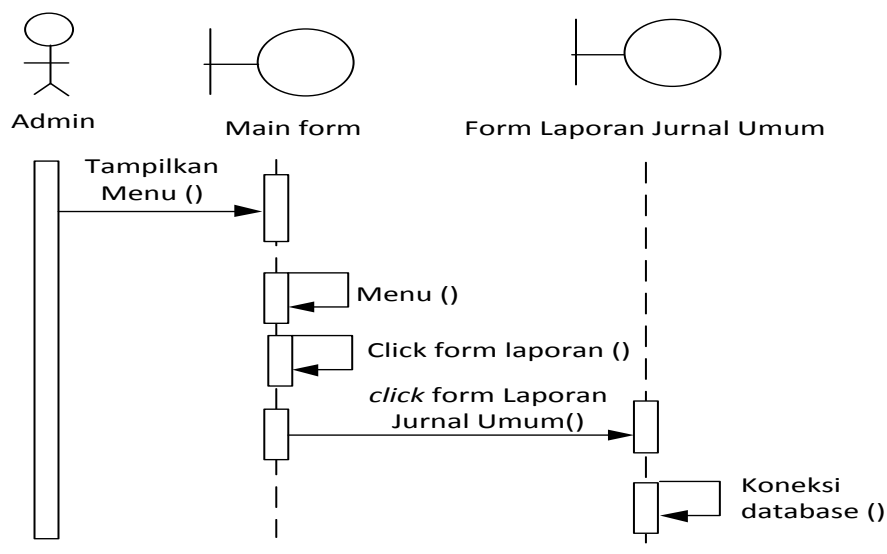 Admin
Main form
Form Laporan Jurnal Umum
Tampilkan
Menu ()
Menu ()
Click form laporan ()
click form Laporan
Jurnal Umum()
Koneksi
database ()